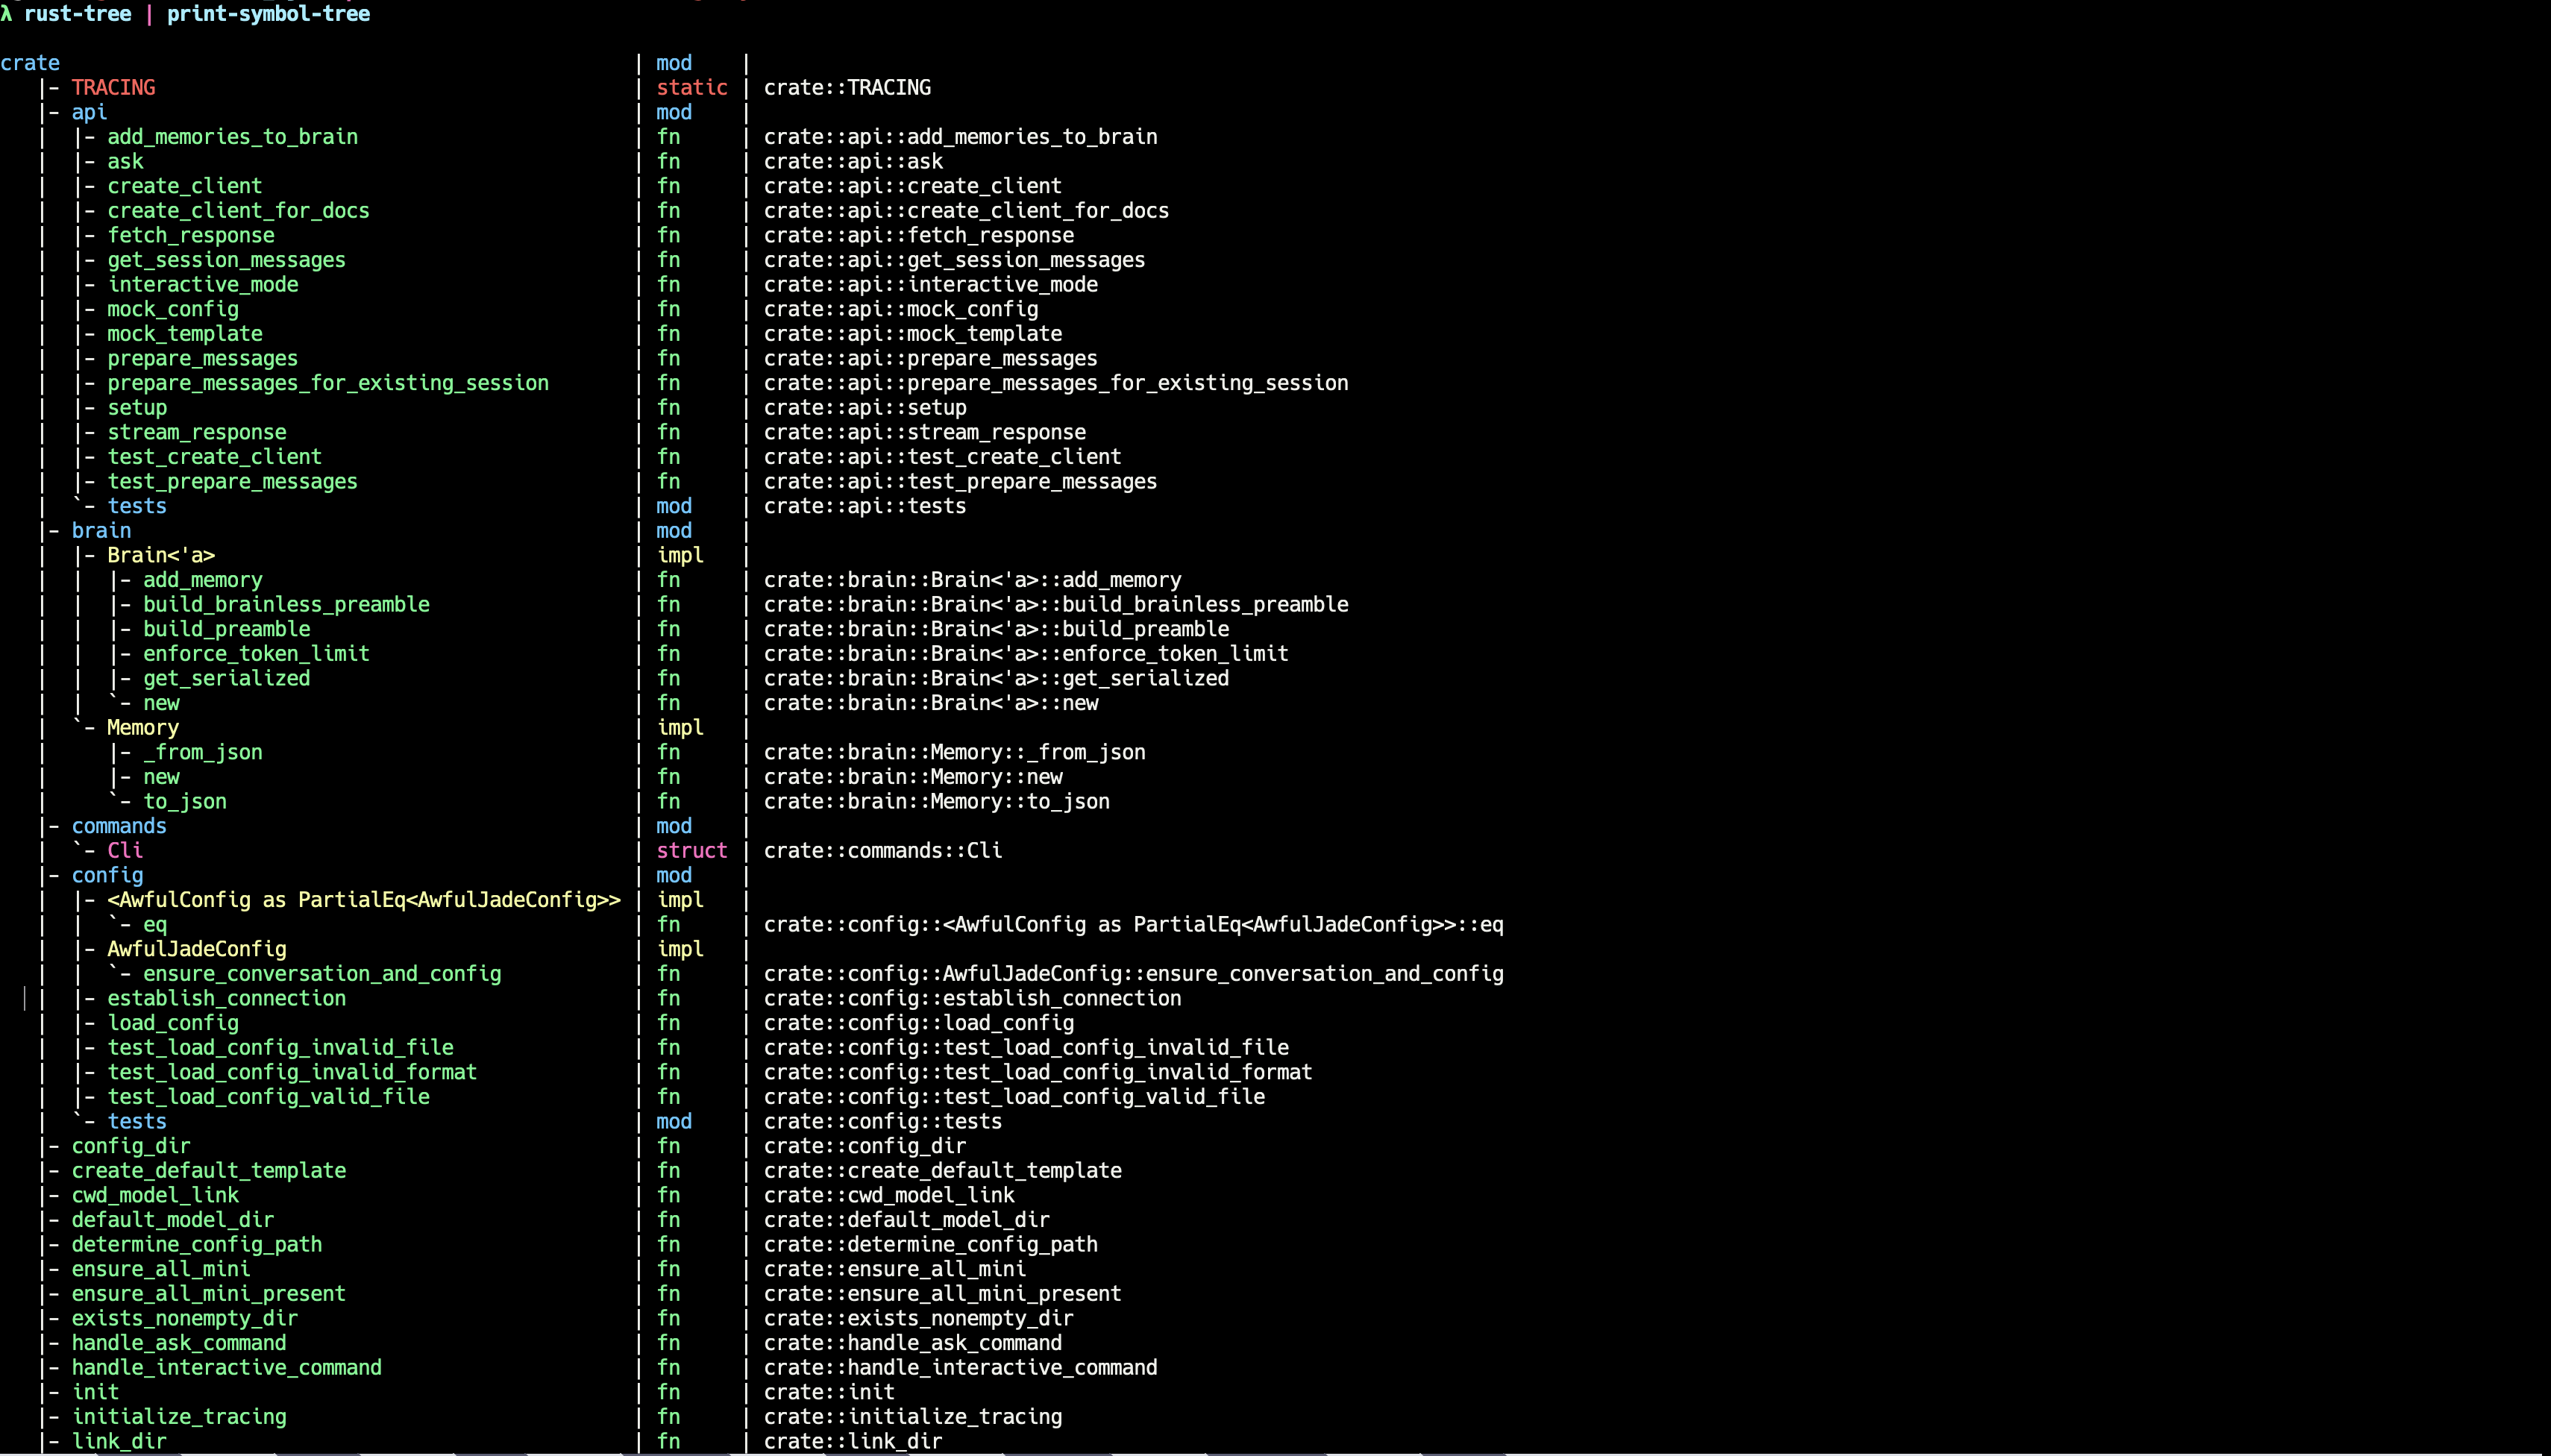 λ rust-tree | print-symbol-tree
crate | mod |
|- TRACING | static | crate::TRACING
|- api | mod |
| |- add_memories_to_brain | fn | crate::api::add_memories_to_brain
| |- ask | fn | crate::api::ask
| |- create_client | fn | crate::api::create_client
| |- create_client_for_docs | fn | crate::api::create_client_for_docs
| |- fetch_response | fn | crate::api::fetch_response
| |- get_session_messages | fn | crate::api::get_session_messages
| |- interactive_mode | fn | crate::api::interactive_mode
| |- mock_config | fn | crate::api::mock_config
| |- mock_template | fn | crate::api::mock_template
| |- prepare_messages | fn | crate::api::prepare_messages
| |- prepare_messages_for_existing_session | fn | crate::api::prepare_messages_for_existing_session
| |- setup | fn | crate::api::setup
| |- stream_response | fn | crate::api::stream_response
| |- test_create_client | fn | crate::api::test_create_client
| |- test_prepare_messages | fn | crate::api::test_prepare_messages
| `- tests | mod | crate::api::tests
|- brain | mod |
| |- Brain<'a> | impl |
| | |- add_memory | fn | crate::brain::Brain<'a>::add_memory
| | |- build_brainless_preamble | fn | crate::brain::Brain<'a>::build_brainless_preamble
| | |- build_preamble | fn | crate::brain::Brain<'a>::build_preamble
| | |- enforce_token_limit | fn | crate::brain::Brain<'a>::enforce_token_limit
| | |- get_serialized | fn | crate::brain::Brain<'a>::get_serialized
| | `- new | fn | crate::brain::Brain<'a>::new
| `- Memory | impl |
| |- _from_json | fn | crate::brain::Memory::_from_json
| |- new | fn | crate::brain::Memory::new
| `- to_json | fn | crate::brain::Memory::to_json
|- commands | mod |
| `- Cli | struct | crate::commands::Cli
|- config | mod |
| |- <AwfulConfig as PartialEq<AwfulJadeConfig>> | impl |
| | `- eq | fn | crate::config::<AwfulConfig as PartialEq<AwfulJadeConfig>>::eq
| |- AwfulJadeConfig | impl |
| | `- ensure_conversation_and_config | fn | crate::config::AwfulJadeConfig::ensure_conversation_and_config
| |- establish_connection | fn | crate::config::establish_connection
| |- load_config | fn | crate::config::load_config
| |- test_load_config_invalid_file | fn | crate::config::test_load_config_invalid_file
| |- test_load_config_invalid_format | fn | crate::config::test_load_config_invalid_format
| |- test_load_config_valid_file | fn | crate::config::test_load_config_valid_file
| `- tests | mod | crate::config::tests
|- config_dir | fn | crate::config_dir
|- create_default_template | fn | crate::create_default_template
|- cwd_model_link | fn | crate::cwd_model_link
|- default_model_dir | fn | crate::default_model_dir
|- determine_config_path | fn | crate::determine_config_path
|- ensure_all_mini | fn | crate::ensure_all_mini
|- ensure_all_mini_present | fn | crate::ensure_all_mini_present
|- exists_nonempty_dir | fn | crate::exists_nonempty_dir
|- handle_ask_command | fn | crate::handle_ask_command
|- handle_interactive_command | fn | crate::handle_interactive_command
|- init | fn | crate::init
|- initialize_tracing | fn | crate::initialize_tracing
|- link_dir | fn | crate::link_dir